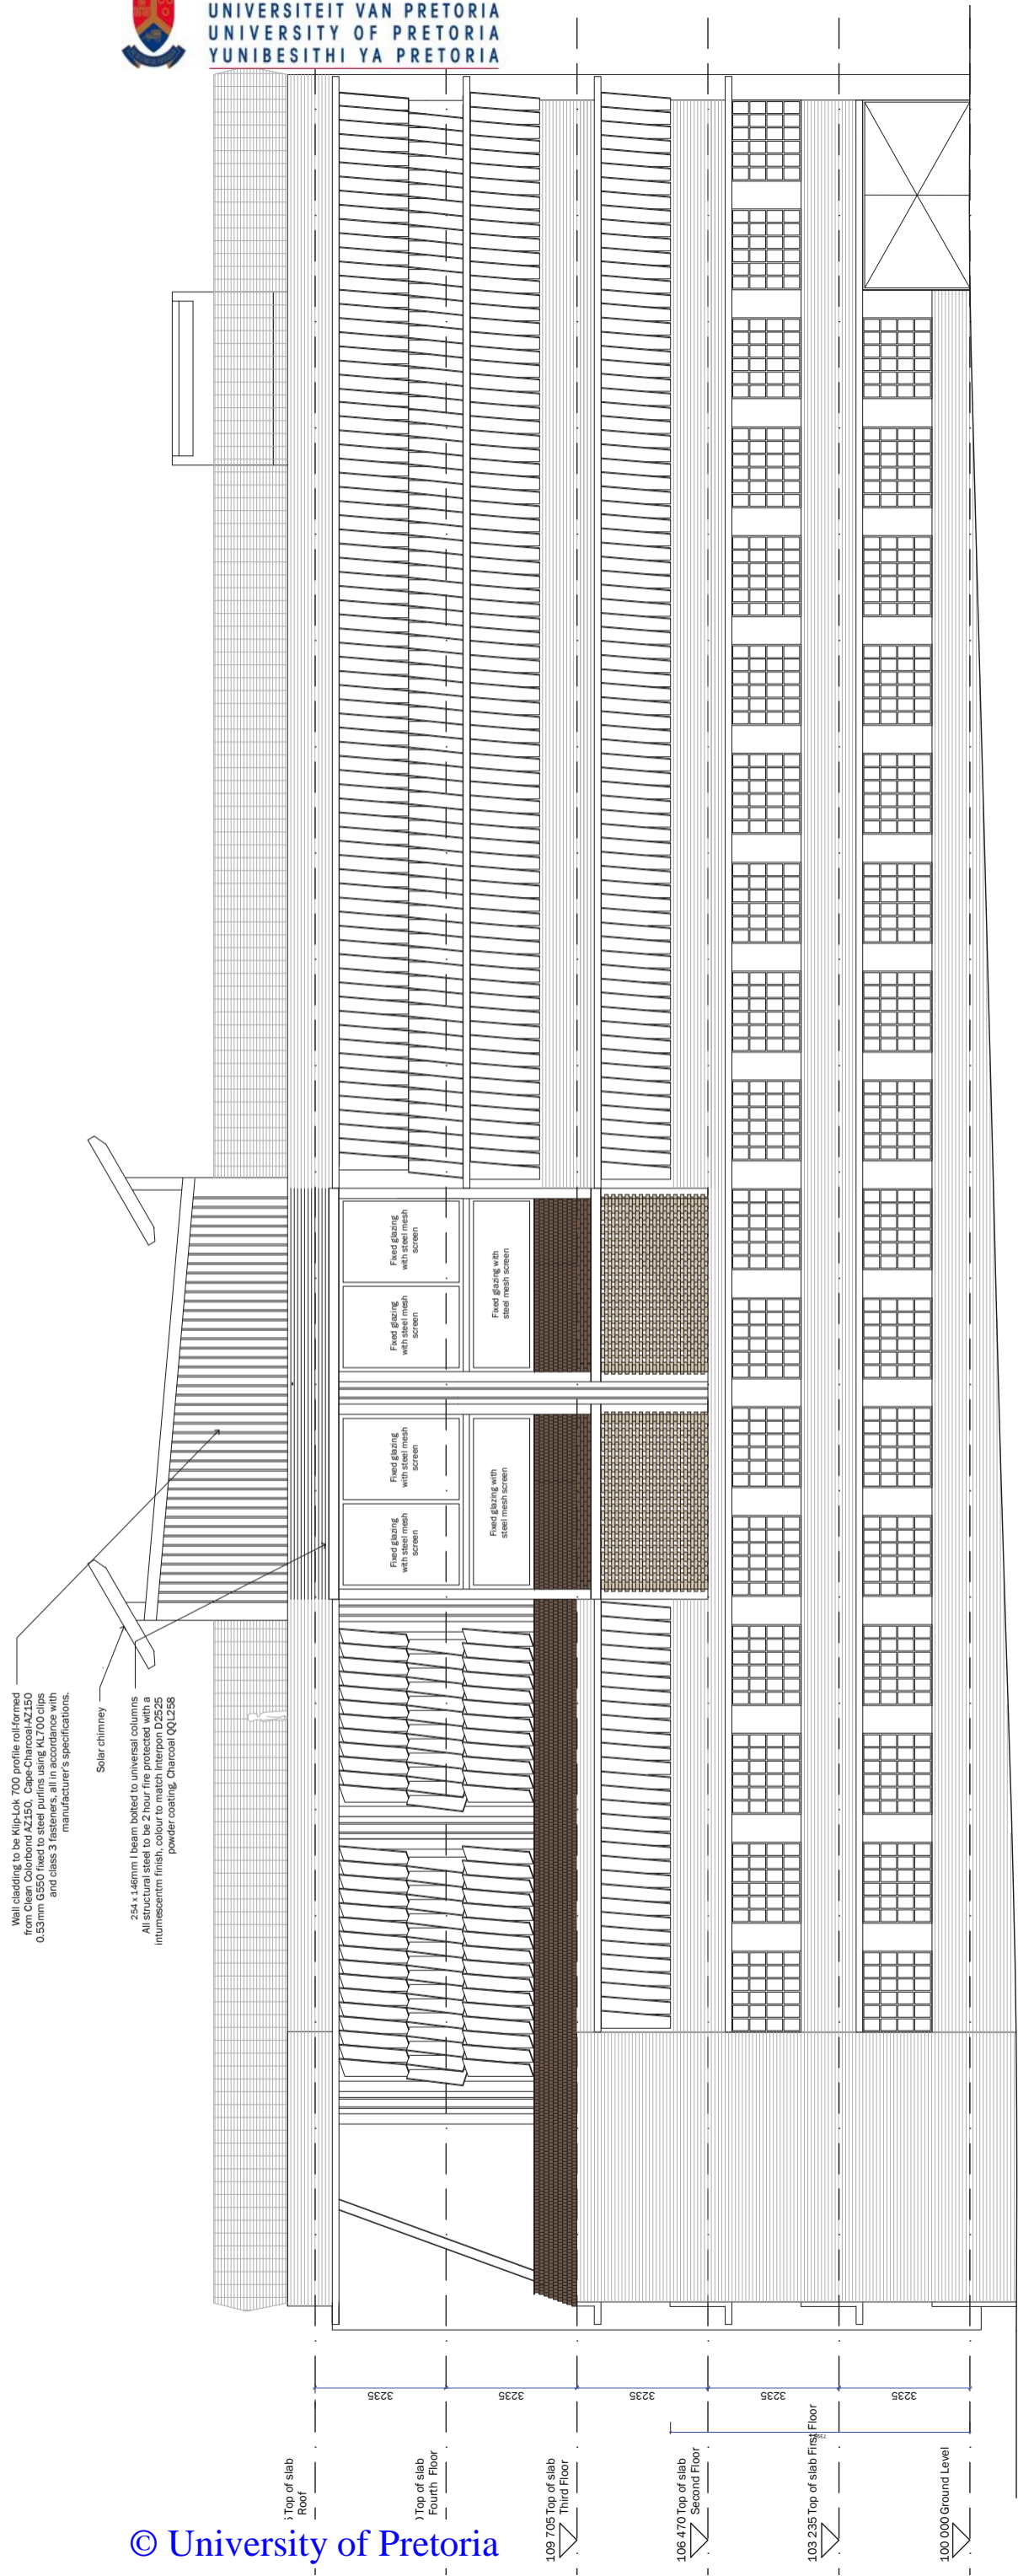 UNIVERSITEIT VAN PRETORIA
UNIVERSITY OF PRETORIA
YUNIBESITHI YA PRETORIA
Wall cladding to be Klip-Lok 700 profile roll-formed
from Clean Colorbond AZ150, Cape-Charcoal-AZ150
0.53mm G550 fixed to steel purlins using KL700 clips
and class 3 fasteners, all in accordance with
manufacturer's specifications.
Solar chimney
254 x 146mm I beam bolted to universal columns
All structural steel to be 2 hour fire protected with a
intumescentm finish, colour to match Interpon D2525
powder coating, Charcoal QQL258
Fixed glazing
with steel mesh
screen
Fixed glazing
with steel mesh
screen
Fixed glazing with
steel mesh screen
Fixed glazing
with steel mesh
screen
Fixed glazing
with steel mesh
screen
Fixed glazing with
steel mesh screen
3235
3235
3235
3235
3235
Top of slab
Roof
Top of slab
Fourth Floor
109 705 Top of slab
Third Floor
106 470 Top of slab
Second Floor
103 235 Top of slab First Floor
100 000 Ground Level
© University of Pretoria